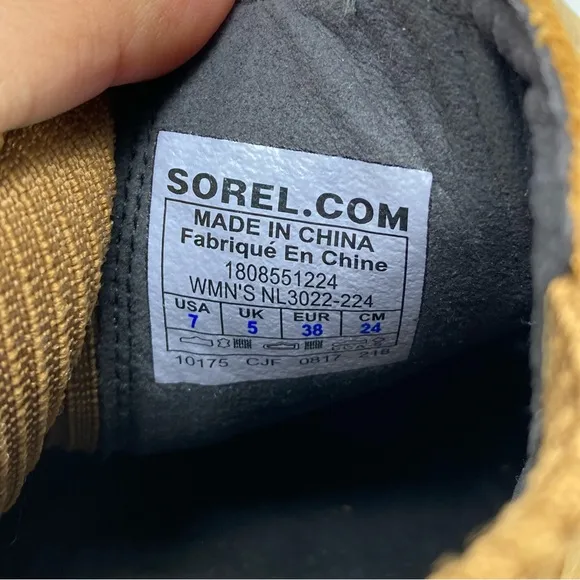 SOREL.COM
MADE IN CHINA
Fabriqué En Chine
1808551224
WMN'S NL3022-224
USA UK EUR CM
7 5 38 24
10175 CJF 0817 218